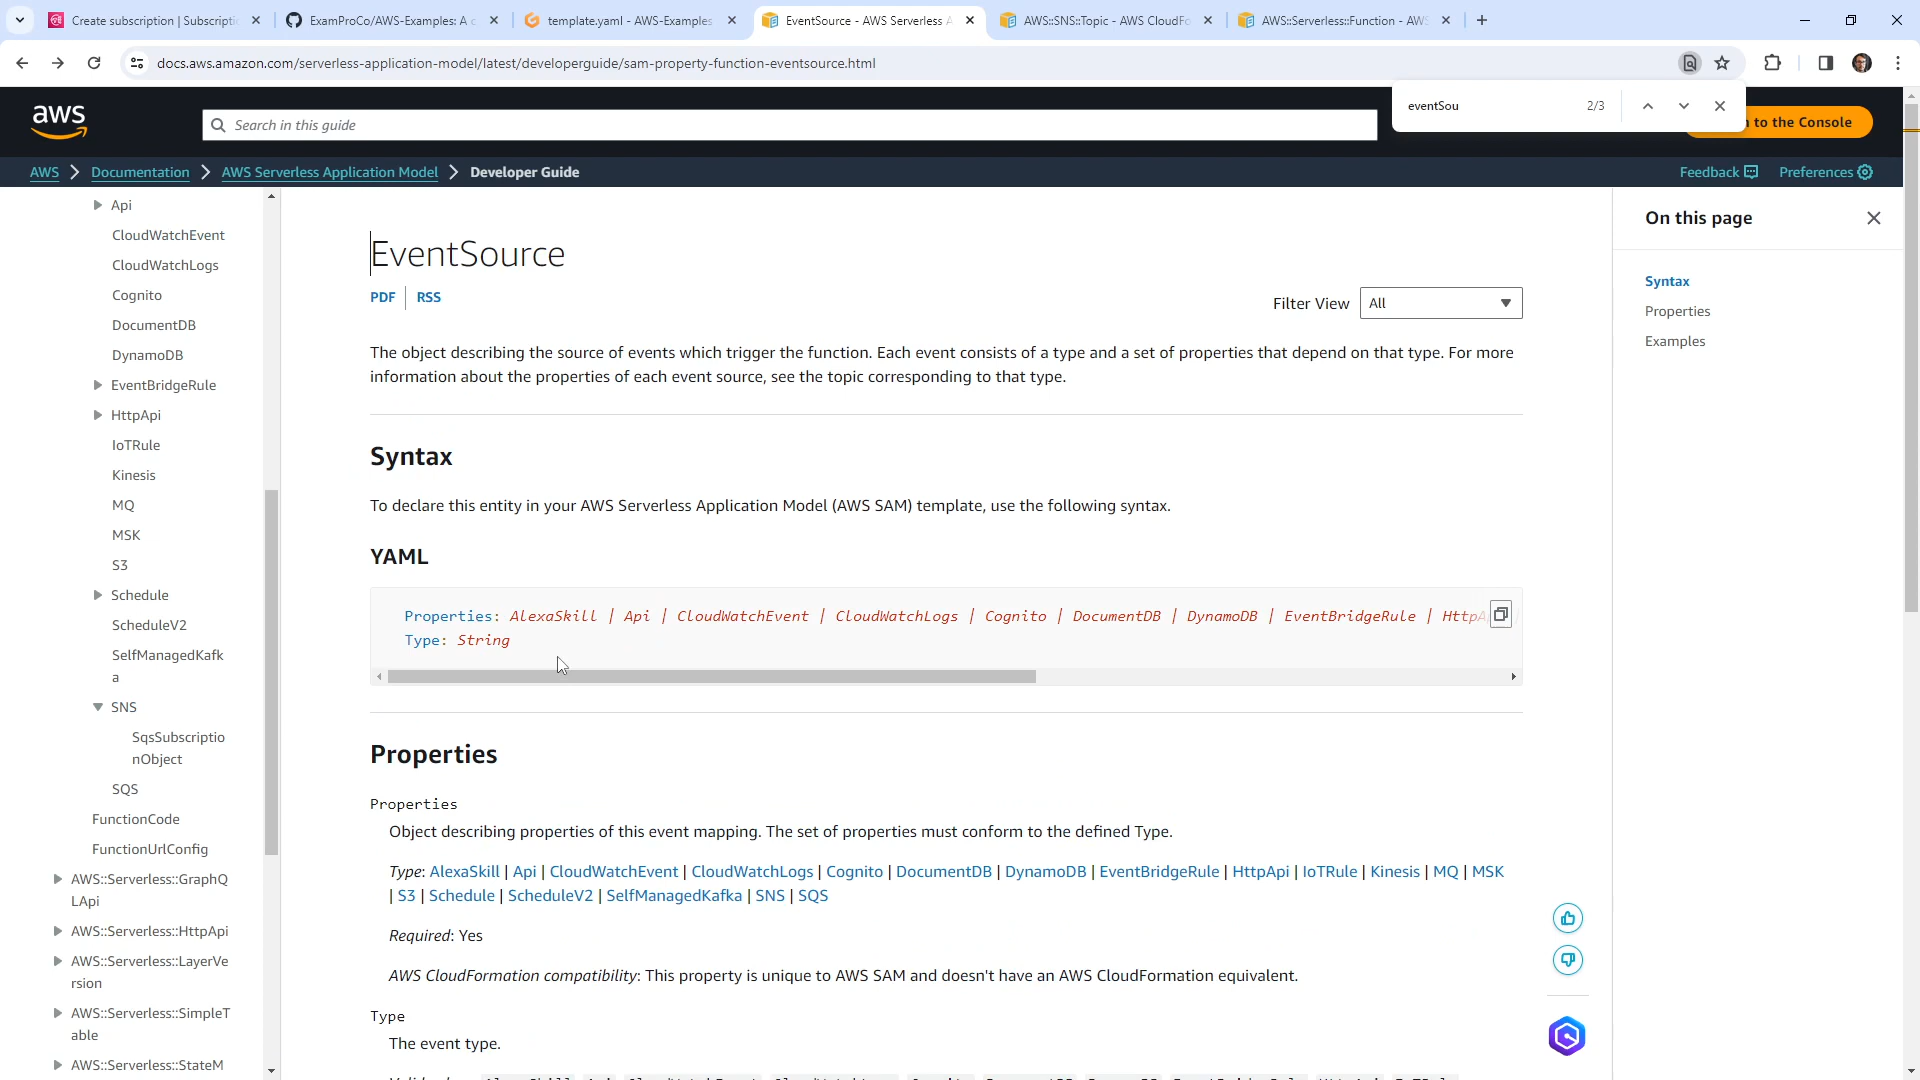 Create subscription | Subscripti
ExamProCo/AWS-Examples: A c
template.yaml - AWS-Examples
EventSource - AWS Serverless A
AWS::SNS::Topic - AWS CloudFo
AWS::Serverless::Function - AWS
docs.aws.amazon.com/serverless-application-model/latest/developerguide/sam-property-function-eventsource.html
eventSou 2/3
aws
Search in this guide
to the Console
AWS > Documentation > AWS Serverless Application Model > Developer Guide
Feedback
Preferences
Api
CloudWatchEvent
CloudWatchLogs
Cognito
DocumentDB
DynamoDB
EventBridgeRule
HttpApi
IoTRule
Kinesis
MQ
MSK
S3
Schedule
ScheduleV2
SelfManagedKafk
a
SNS
SqsSubscriptio
nObject
SQS
FunctionCode
FunctionUrlConfig
AWS::Serverless::GraphQ
LApi
AWS::Serverless::HttpApi
AWS::Serverless::LayerVe
rsion
AWS::Serverless::SimpleT
able
AWS::Serverless::StateM
EventSource
PDF | RSS
Filter View All
The object describing the source of events which trigger the function. Each event consists of a type and a set of properties that depend on that type. For more
information about the properties of each event source, see the topic corresponding to that type.
Syntax
To declare this entity in your AWS Serverless Application Model (AWS SAM) template, use the following syntax.
YAML
Properties: AlexaSkill | Api | CloudWatchEvent | CloudWatchLogs | Cognito | DocumentDB | DynamoDB | EventBridgeRule | HttpA
Type: String
Properties
Properties
Object describing properties of this event mapping. The set of properties must conform to the defined Type.
Type: AlexaSkill | Api | CloudWatchEvent | CloudWatchLogs | Cognito | DocumentDB | DynamoDB | EventBridgeRule | HttpApi | IoTRule | Kinesis | MQ | MSK
| S3 | Schedule | ScheduleV2 | SelfManagedKafka | SNS | SQS
Required: Yes
AWS CloudFormation compatibility: This property is unique to AWS SAM and doesn't have an AWS CloudFormation equivalent.
Type
The event type.
On this page
Syntax
Properties
Examples